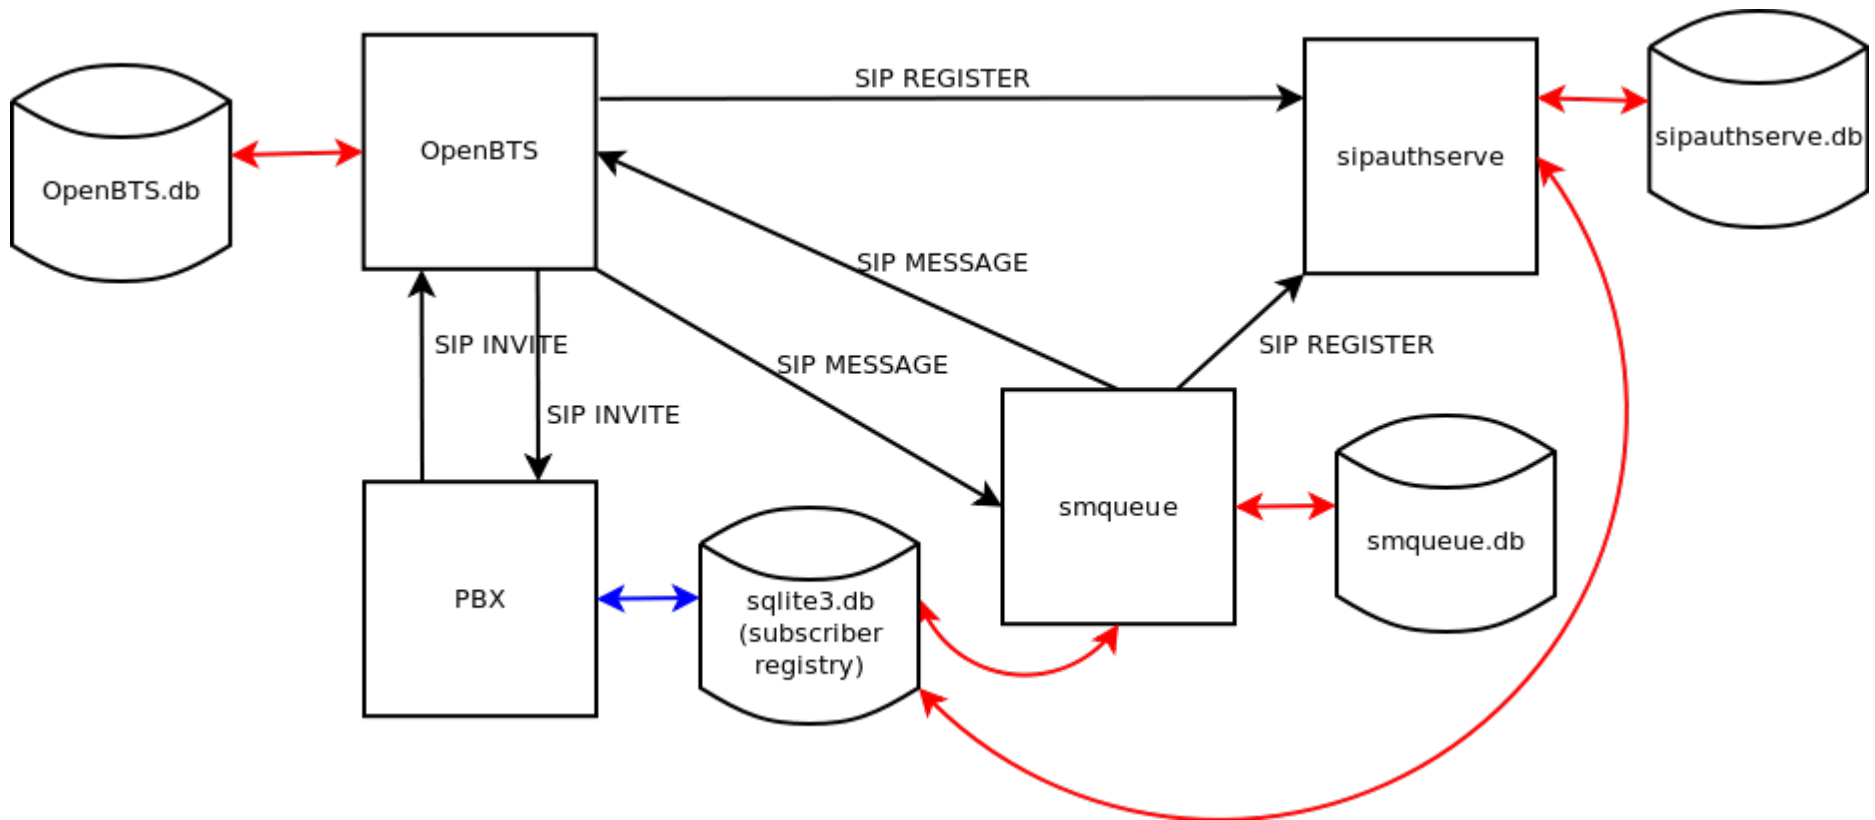 SIP REGISTER
OpenBTS
sipauthserve
sipauthserve.db
OpenBTS.db
SIP MESSAGE
SIP INVITE
SIP MESSAGE
SIP REGISTER
SIP INVITE
smqueue
smqueue.db
PBX
sqlite3.db
(subscriber
registry)